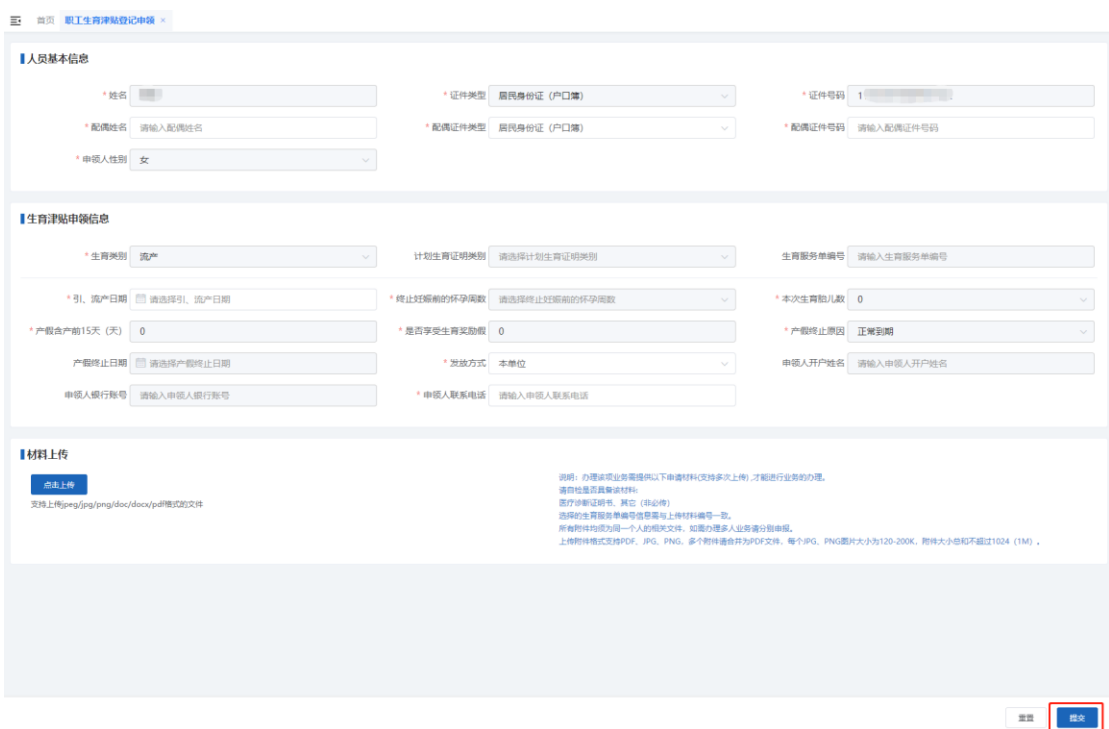 首页 职工生育津贴登记申领 ×
人员基本信息
* 姓名
* 证件类型 居民身份证（户口簿）
* 证件号码 1
* 配偶姓名 请输入配偶姓名
* 配偶证件类型 居民身份证（户口簿）
* 配偶证件号码 请输入配偶证件号码
* 申领人性别 女
生育津贴申领信息
* 生育类别 流产
计划生育证明类别 请选择计划生育证明类别
生育服务单编号 请输入生育服务单编号
* 引、流产日期 请选择引、流产日期
* 终止妊娠前的怀孕周数 请选择终止妊娠前的怀孕周数
* 本次生育胎儿数 0
* 产假含产前15天（天） 0
* 是否享受生育奖励假 0
* 产假终止原因 正常到期
产假终止日期 请选择产假终止日期
* 发放方式 本单位
申领人开户姓名 请输入申领人开户姓名
申领人银行账号 请输入申领人银行账号
* 申领人联系电话 请输入申领人联系电话
材料上传
点击上传
支持上传jpeg/jpg/png/doc/docx/pdf格式的文件
说明：办理该项业务需提供以下申请材料(支持多次上传) ,才能进行业务的办理。
请自检是否具备该材料:
医疗诊断证明书、其它（非必传）
选择的生育服务单编号信息需与上传材料编号一致。
所有附件均须为同一个人的相关文件，如需办理多人业务请分别申报。
上传附件格式支持PDF、JPG、PNG，多个附件请合并为PDF文件，每个JPG、PNG图片大小为120-200K，附件大小总和不超过1024（1M）。
重置 提交